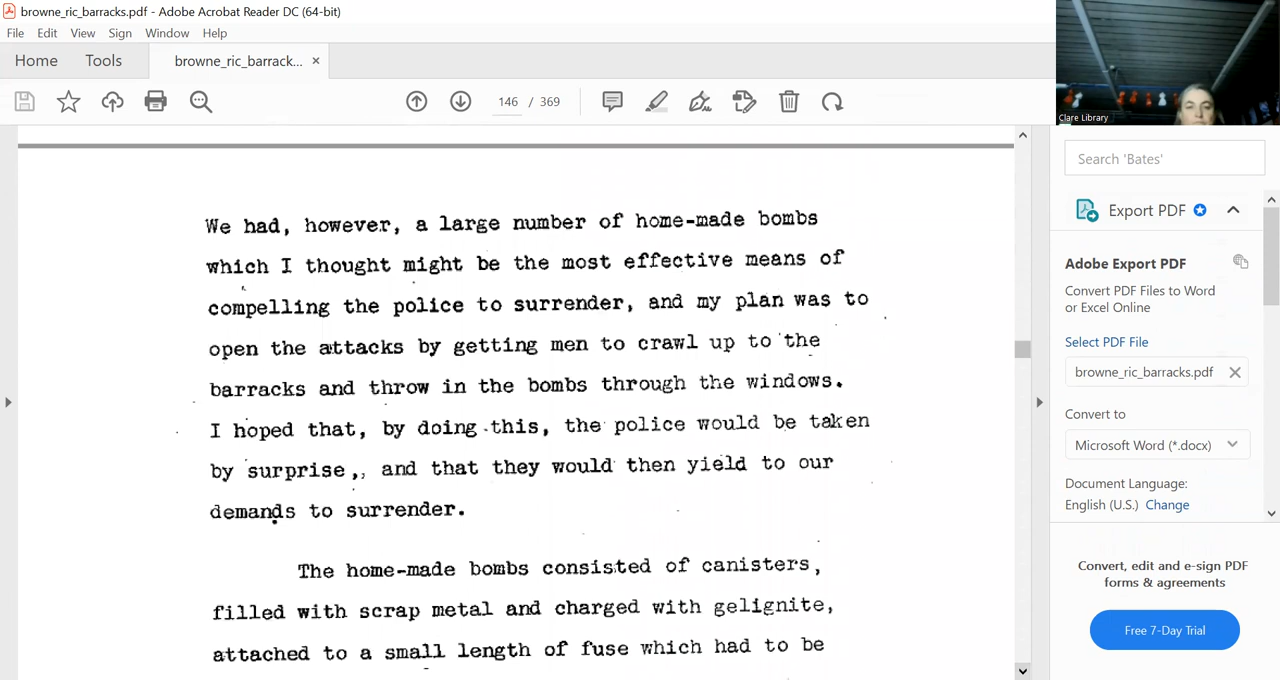 browne_ric_barracks.pdf - Adobe Acrobat Reader DC (64-bit)
File Edit View Sign Window Help
Home Tools browne_ric_barrack... ×
146 / 369
Clare Library
We had, however, a large number of home-made bombs
which I thought might be the most effective means of
compelling the police to surrender, and my plan was to
open the attacks by getting men to crawl up to the
barracks and throw in the bombs through the windows.
I hoped that, by doing this, the police would be taken
by surprise,, and that they would then yield to our
demands to surrender.
The home-made bombs consisted of canisters,
filled with scrap metal and charged with gelignite,
attached to a small length of fuse which had to be
Search 'Bates'
Export PDF
Adobe Export PDF
Convert PDF Files to Word
or Excel Online
Select PDF File
browne_ric_barracks.pdf
Convert to
Microsoft Word (*.docx)
Document Language:
English (U.S.) Change
Convert, edit and e-sign PDF
forms & agreements
Free 7-Day Trial